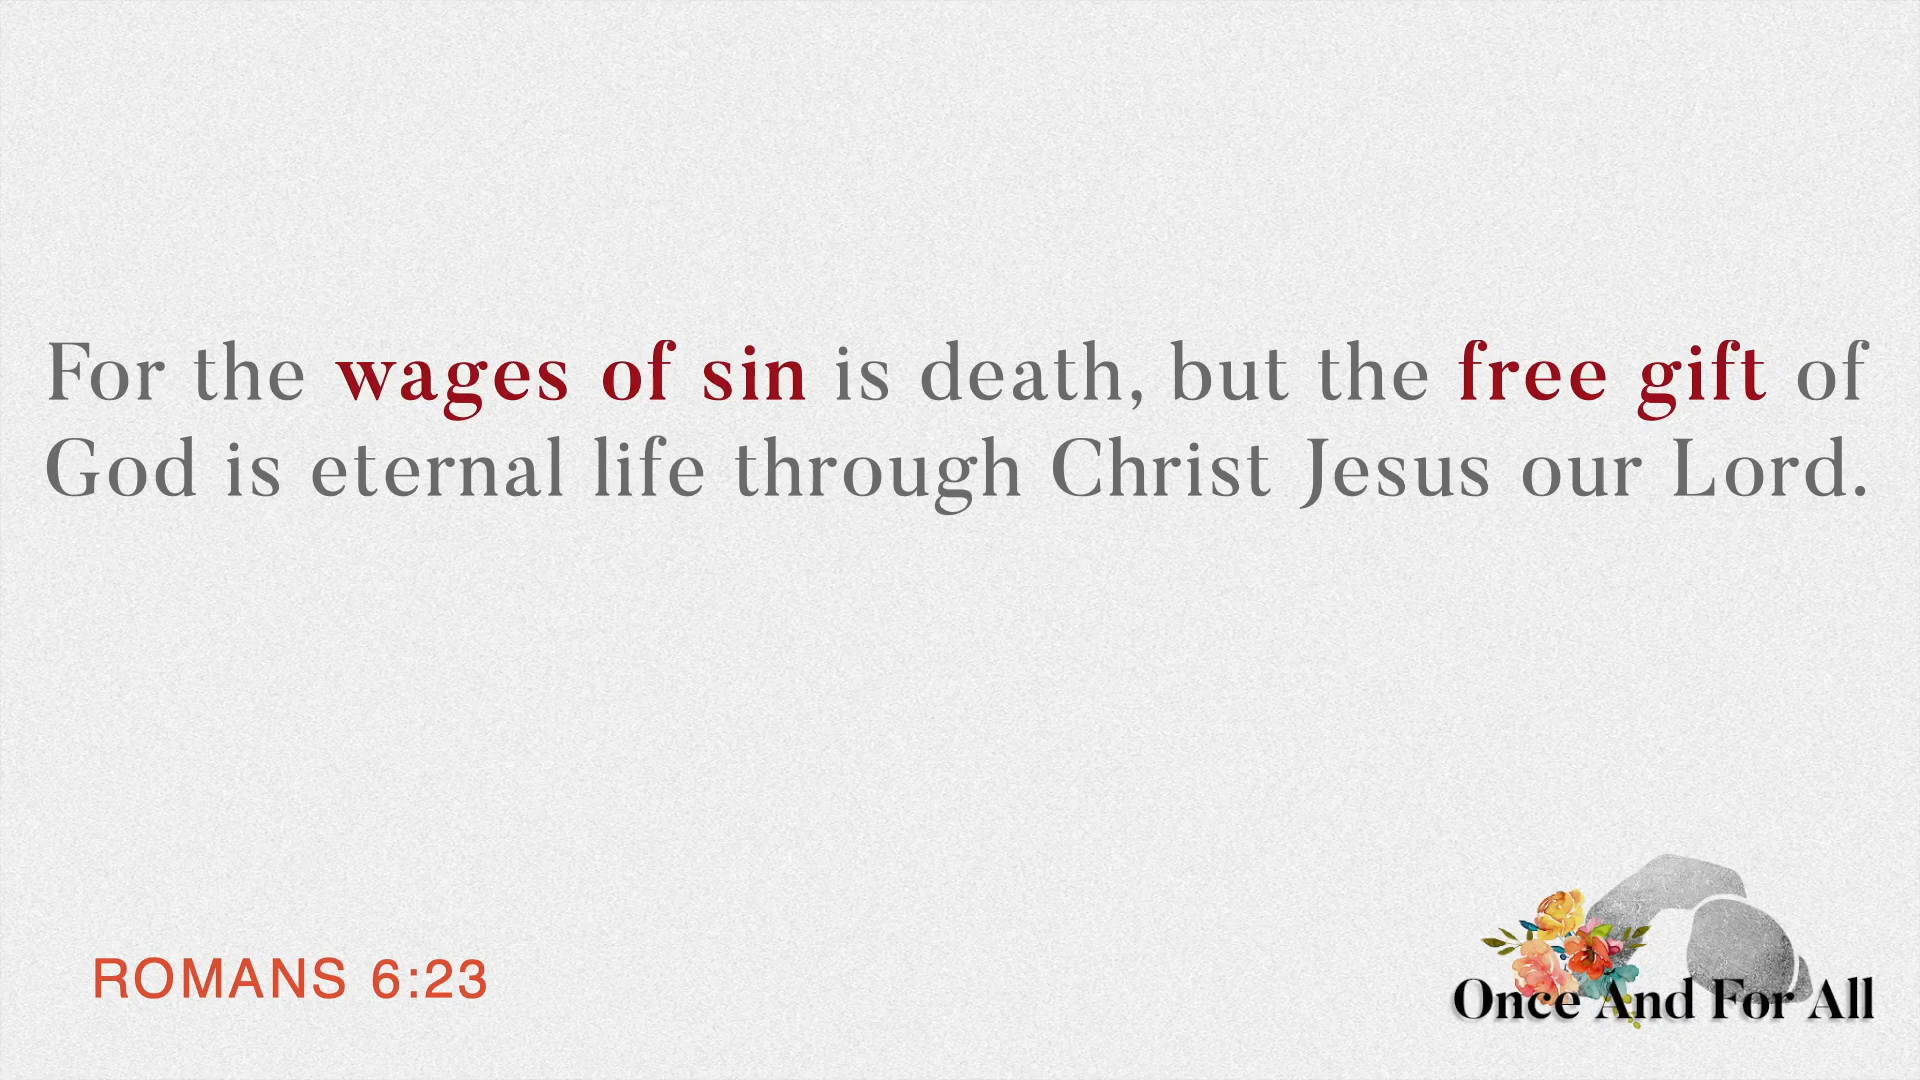 For the wages of sin is death, but the free gift of
God is eternal life through Christ Jesus our Lord.
ROMANS 6:23
Once And For All